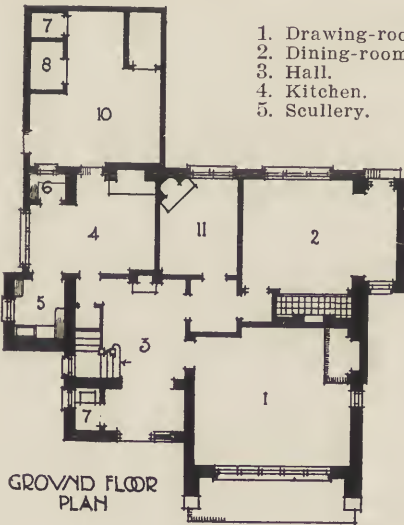 1. Drawing-roo
2. Dining-room
3. Hall.
4. Kitchen.
5. Scullery.
7
8
10
6
4
11
2
5
3
1
7
GROVND FLOOR
PLAN